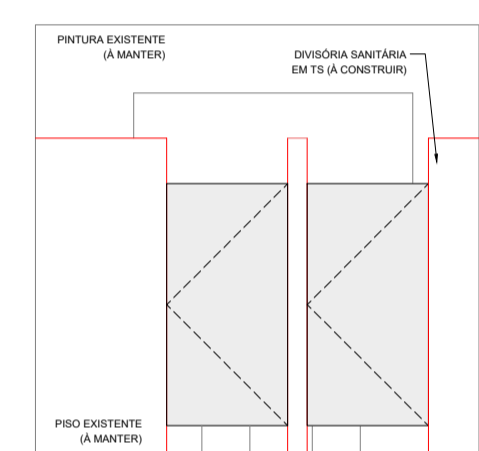 PINTURA EXISTENTE
(À MANTER)
DIVISÓRIA SANITÁRIA
EM TS (À CONSTRUIR)
PISO EXISTENTE
(À MANTER)